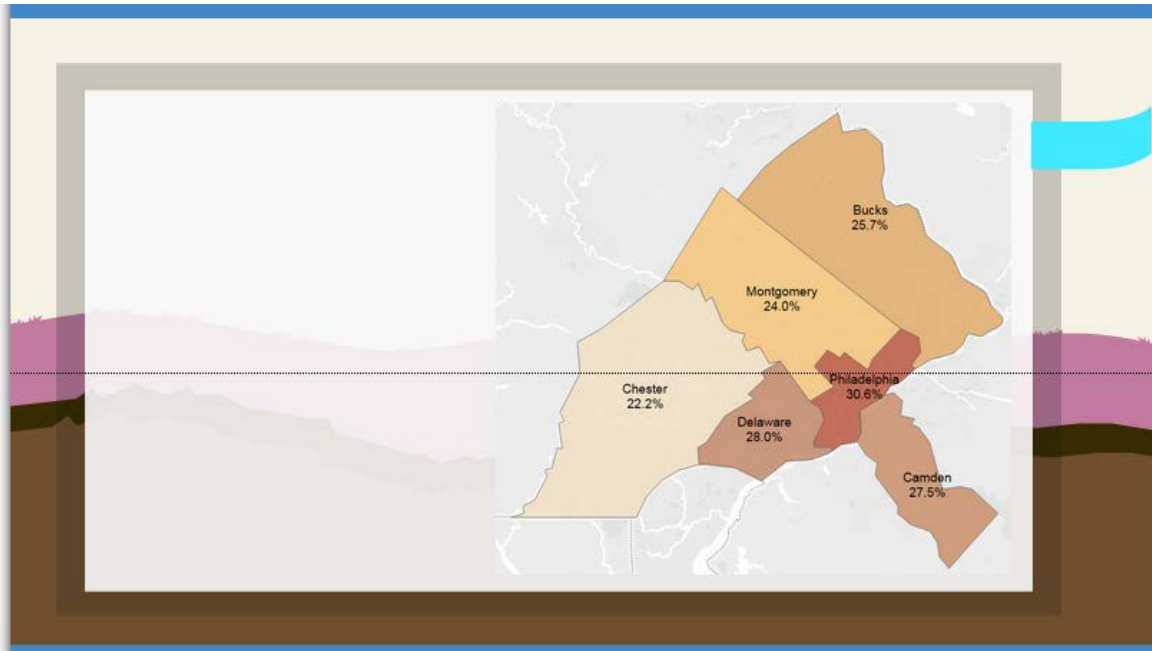 Bucks
25.7%
Montgomery
24.0%
Philadelphia
30.6%
Chester
22.2%
Delaware
28.0%
Camden
27.5%